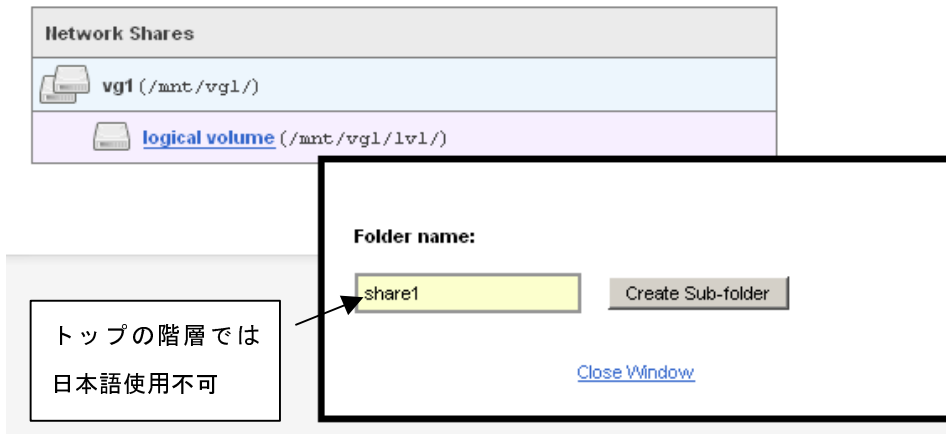 Network Shares
vg1 (/mnt/vg1/)
logical volume (/mnt/vg1/lv1/)
Folder name:
share1 Create Sub-folder
トップの階層では
日本語使用不可
Close Window